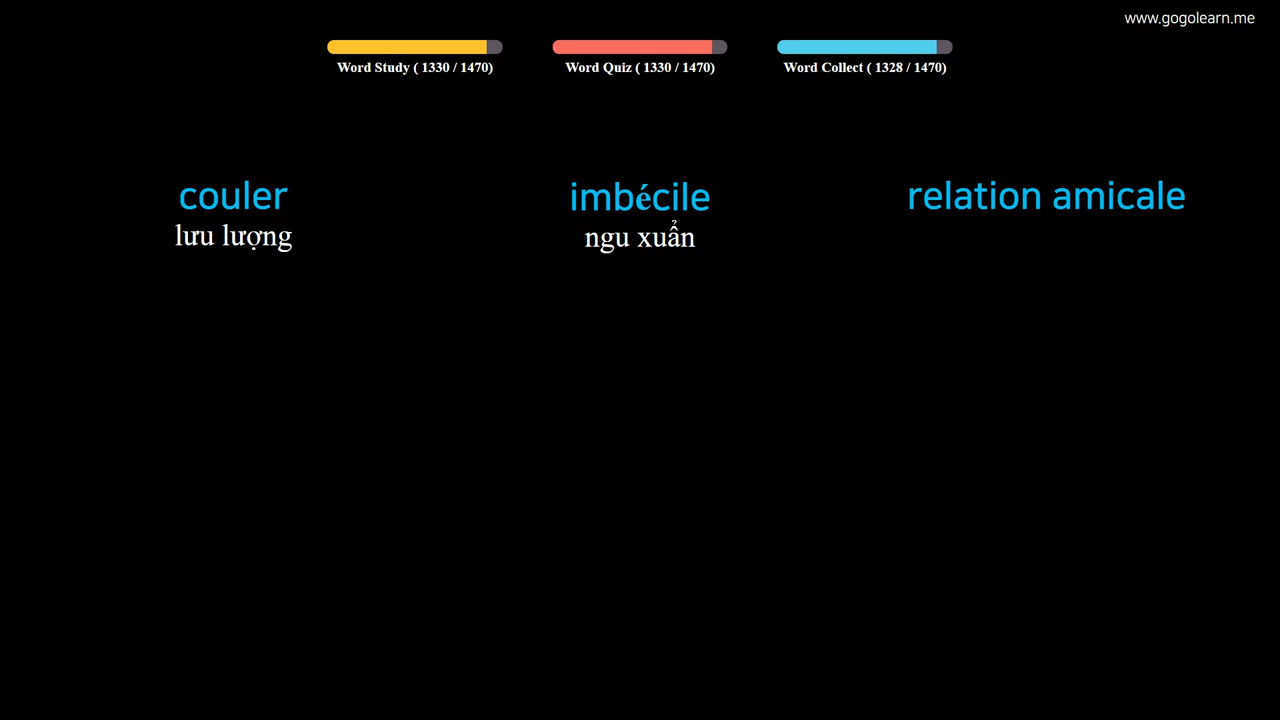 www.gogolearn.me
Word Study ( 1330 / 1470)
Word Quiz ( 1330 / 1470)
Word Collect ( 1328 / 1470)
couler
lưu lượng
imbécile
ngu xuẩn
relation amicale